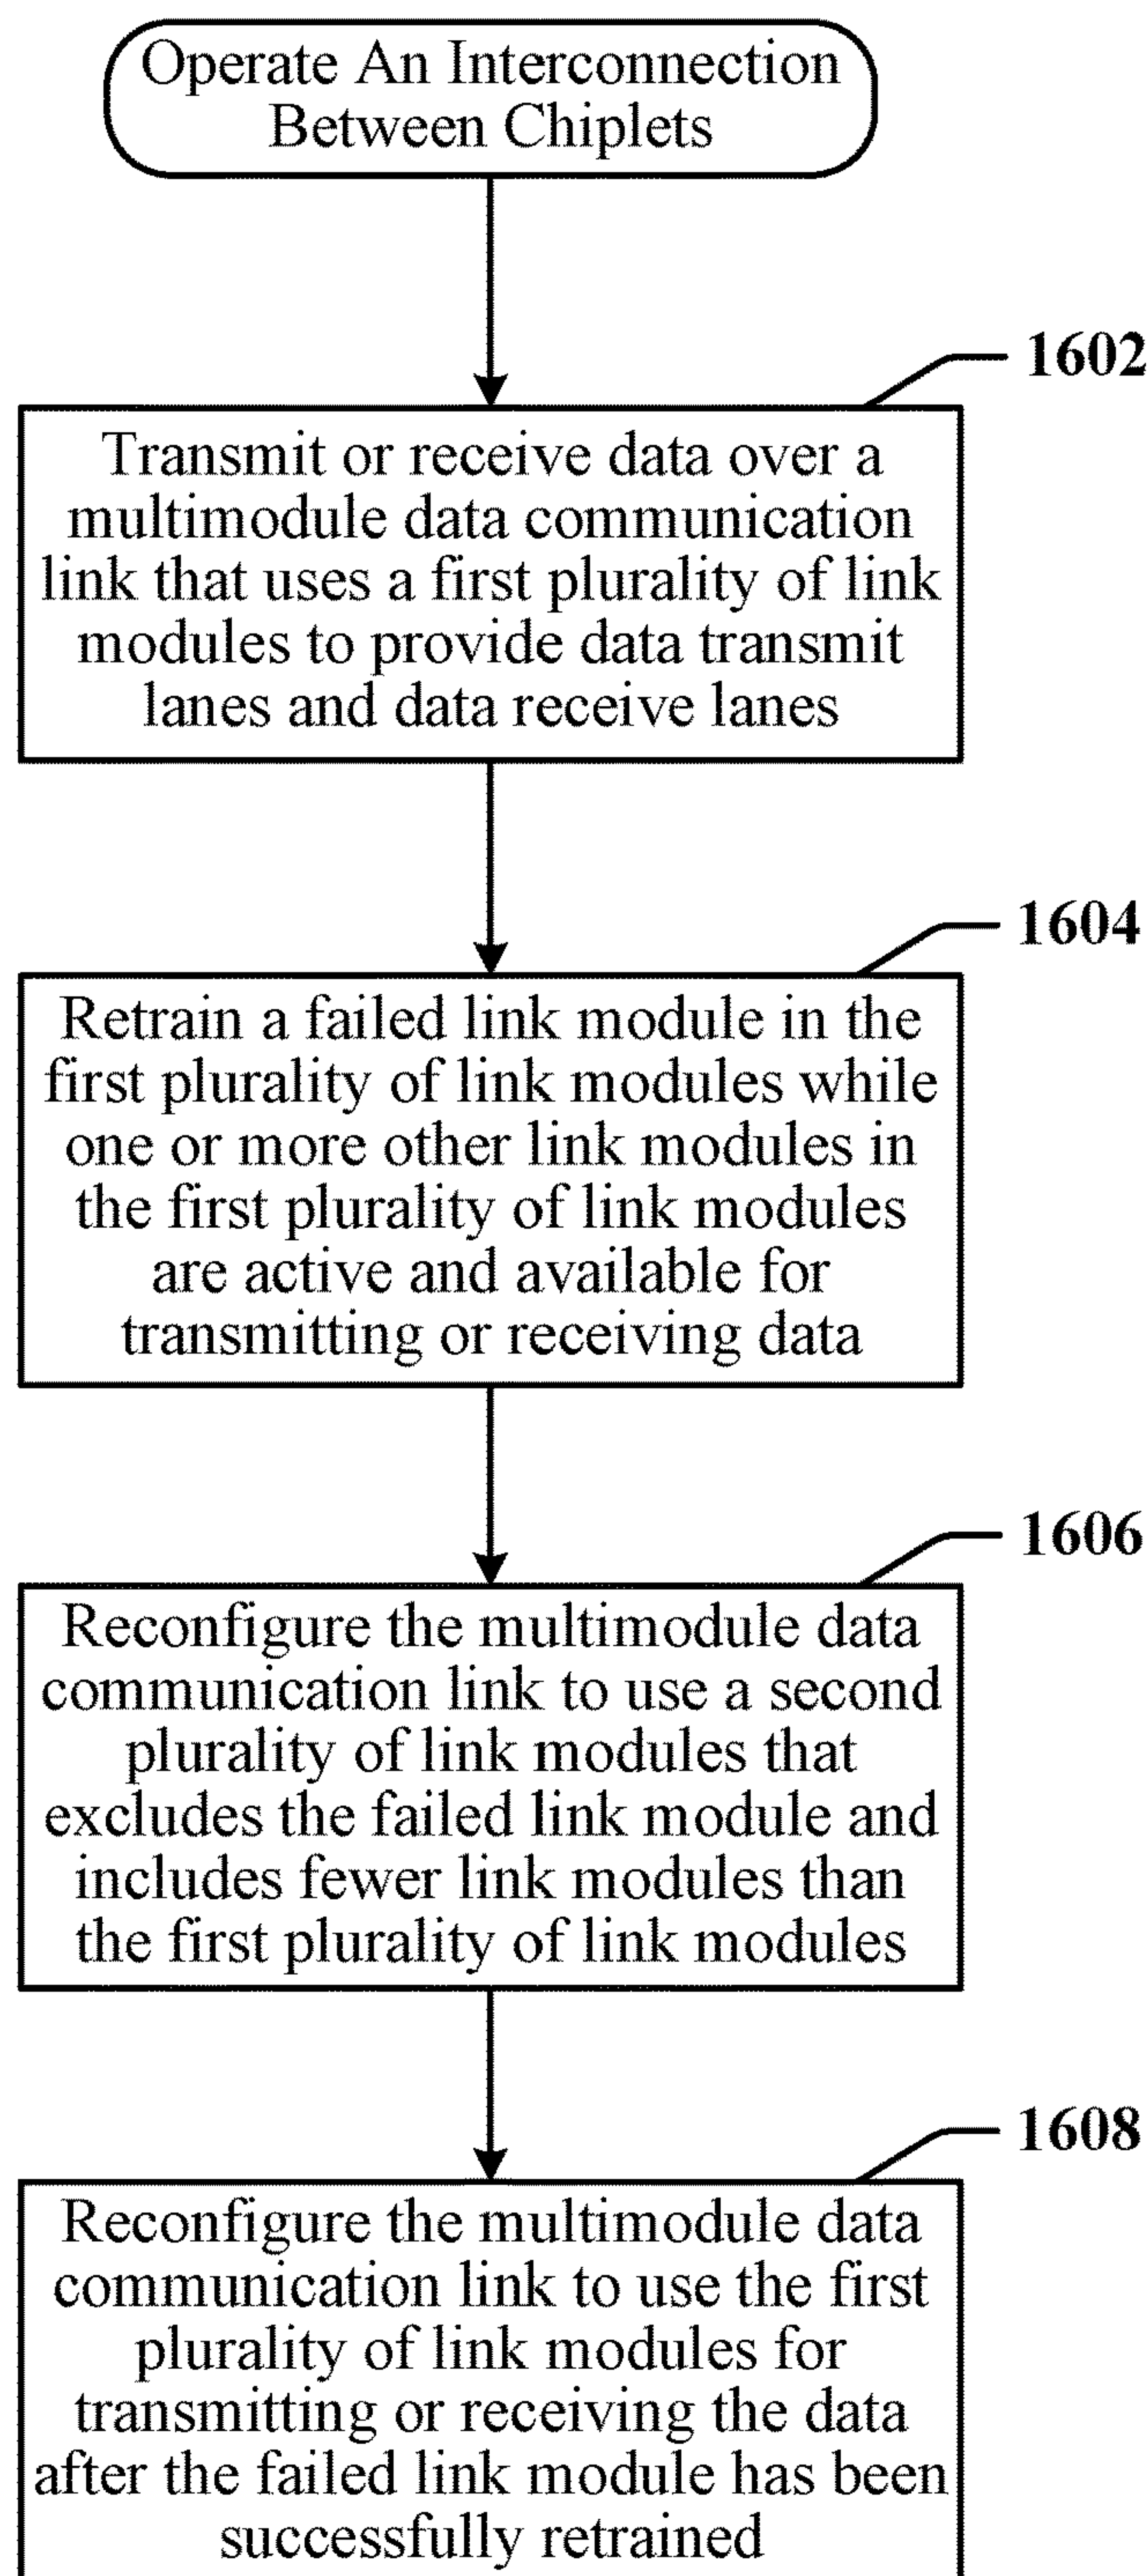 Operate An Interconnection
Between Chiplets
1602
Transmit or receive data over a
multimodule data communication
link that uses a first plurality of link
modules to provide data transmit
lanes and data receive lanes
1604
Retrain a failed link module in the
first plurality of link modules while
one or more other link modules in
the first plurality of link modules
are active and available for
transmitting or receiving data
1606
Reconfigure the multimodule data
communication link to use a second
plurality of link modules that
excludes the failed link module and
includes fewer link modules than
the first plurality of link modules
1608
Reconfigure the multimodule data
communication link to use the first
plurality of link modules for
transmitting or receiving the data
after the failed link module has been
successfully retrained